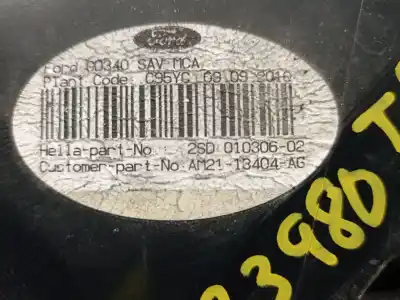 Ford
Ford CD340 SAV MCA
Plant Code: C95YC 09.09.2010
Hella-part-No.: 2SD 010306-02
Customer-part-No.: AM21-13404-AG
3980 T